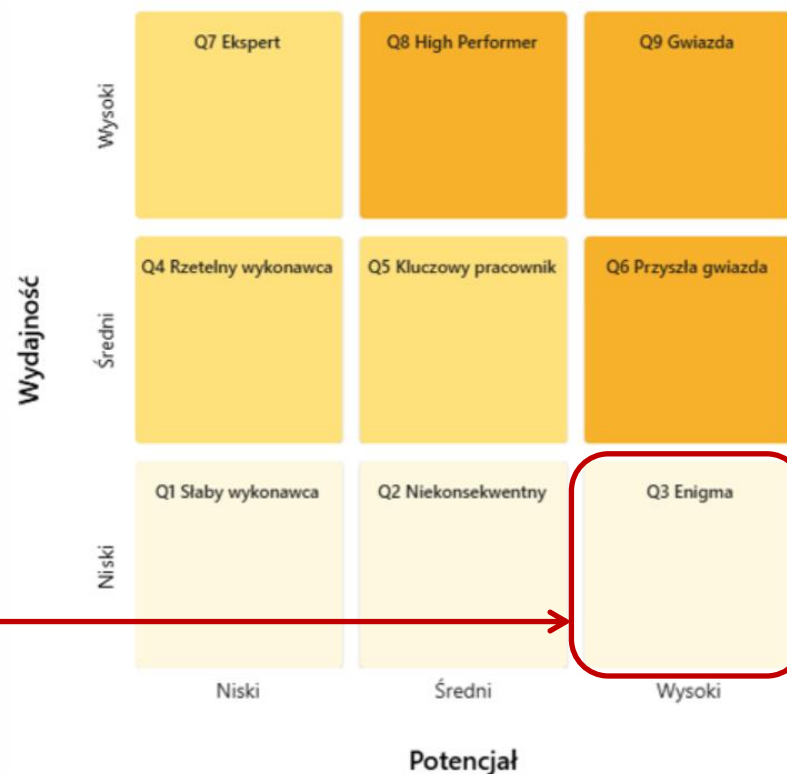 Q7 Ekspert
Q8 High Performer
Q9 Gwiazda
Wysoki
Q4 Rzetelny wykonawca
Q5 Kluczowy pracownik
Q6 Przyszła gwiazda
Średni
Wydajność
Q1 Słaby wykonawca
Q2 Niekonsekwentny
Q3 Enigma
Niski
Niski
Średni
Wysoki
Potencjał